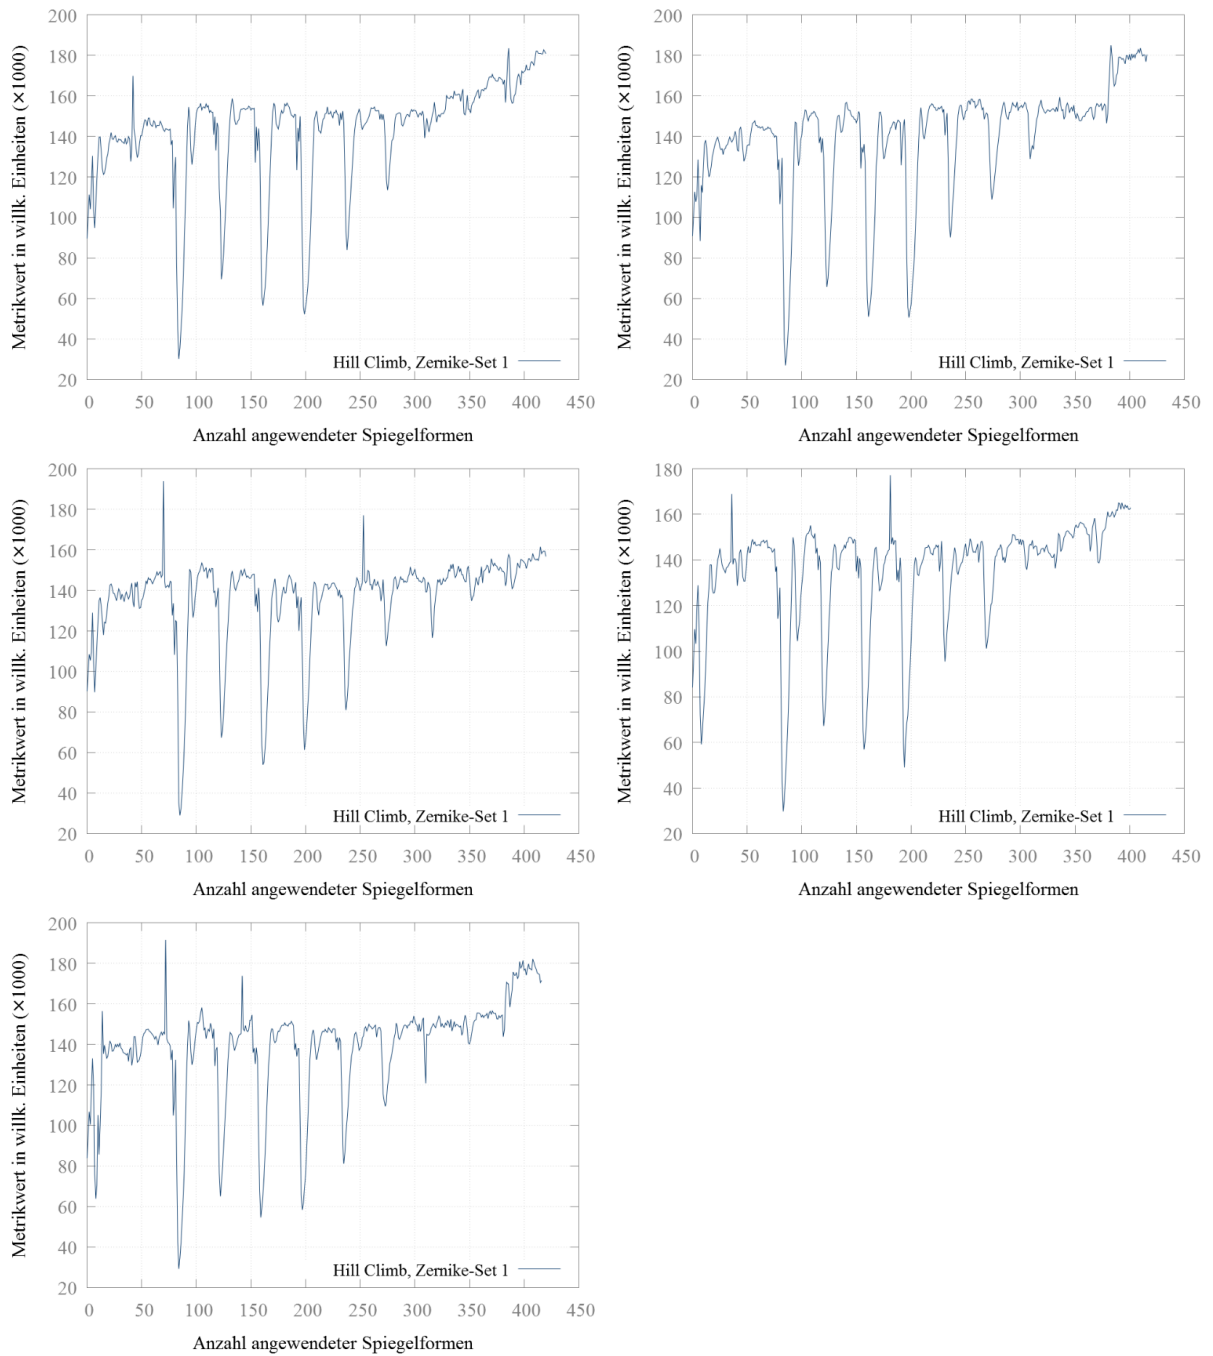 Metrikwert in willk. Einheiten (×1000)
200
180
160
140
120
100
80
60
40
20
Hill Climb, Zernike-Set 1
0 50 100 150 200 250 300 350 400 450
Anzahl angewendeter Spiegelformen
Metrikwert in willk. Einheiten (×1000)
200
180
160
140
120
100
80
60
40
20
Hill Climb, Zernike-Set 1
0 50 100 150 200 250 300 350 400 450
Anzahl angewendeter Spiegelformen
Metrikwert in willk. Einheiten (×1000)
200
180
160
140
120
100
80
60
40
20
Hill Climb, Zernike-Set 1
0 50 100 150 200 250 300 350 400 450
Anzahl angewendeter Spiegelformen
Metrikwert in willk. Einheiten (×1000)
180
160
140
120
100
80
60
40
20
Hill Climb, Zernike-Set 1
0 50 100 150 200 250 300 350 400 450
Anzahl angewendeter Spiegelformen
Metrikwert in willk. Einheiten (×1000)
200
180
160
140
120
100
80
60
40
20
Hill Climb, Zernike-Set 1
0 50 100 150 200 250 300 350 400 450
Anzahl angewendeter Spiegelformen